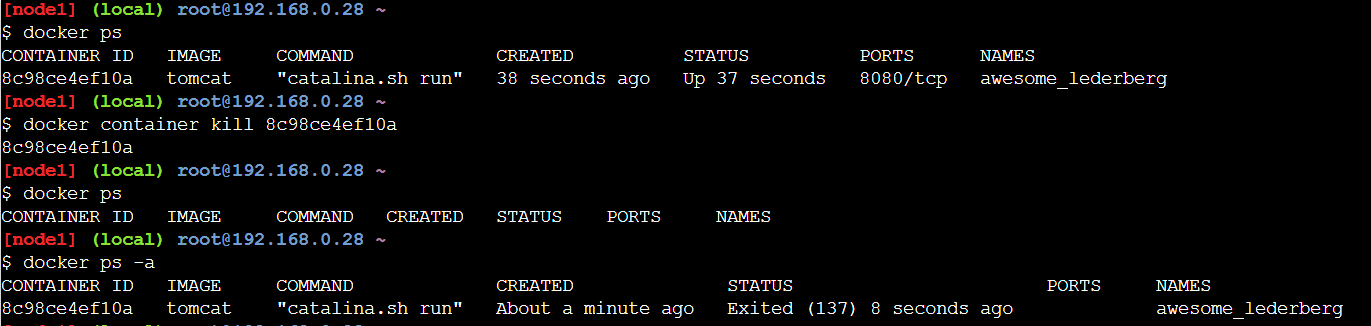 [node1] (local) root@192.168.0.28 ~
$ docker ps
CONTAINER ID   IMAGE     COMMAND             CREATED          STATUS          PORTS      NAMES
8c98ce4ef10a   tomcat    "catalina.sh run"   38 seconds ago   Up 37 seconds   8080/tcp   awesome_lederberg
[node1] (local) root@192.168.0.28 ~
$ docker container kill 8c98ce4ef10a
8c98ce4ef10a
[node1] (local) root@192.168.0.28 ~
$ docker ps
CONTAINER ID   IMAGE     COMMAND   CREATED   STATUS    PORTS     NAMES
[node1] (local) root@192.168.0.28 ~
$ docker ps -a
CONTAINER ID   IMAGE     COMMAND             CREATED              STATUS                       PORTS     NAMES
8c98ce4ef10a   tomcat    "catalina.sh run"   About a minute ago   Exited (137) 8 seconds ago             awesome_lederberg